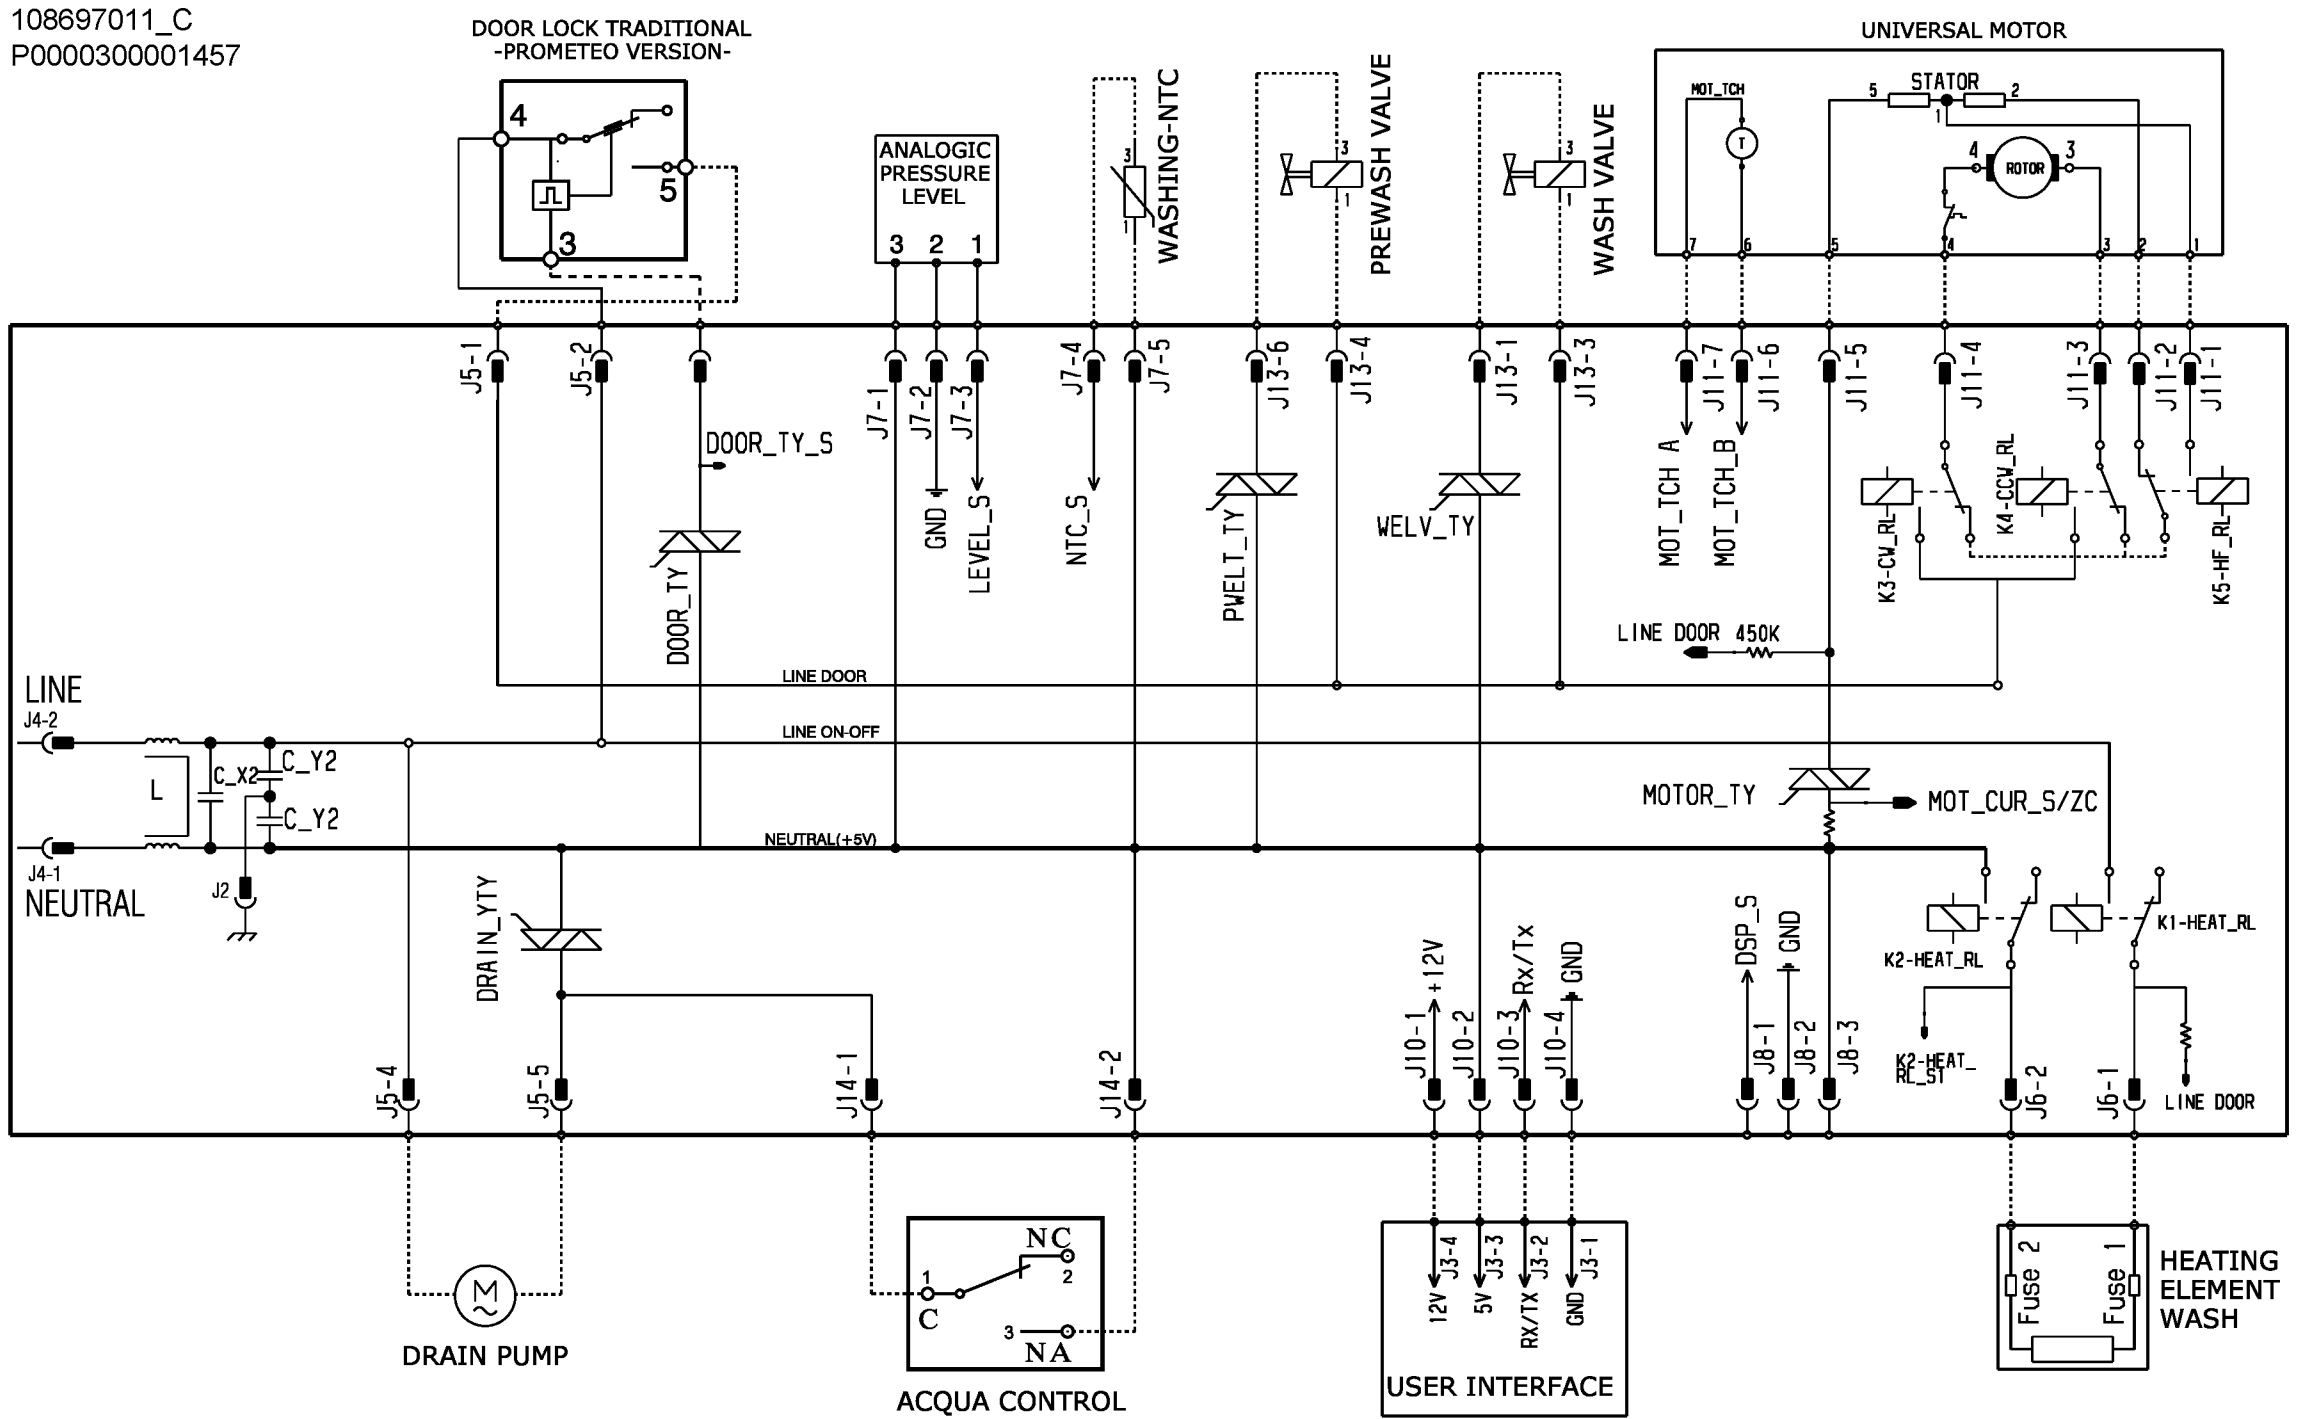 108697011_C
P0000300001457
DOOR LOCK TRADITIONAL
-PROMETEO VERSION-
4
5
3
ANALOGIC
PRESSURE
LEVEL
3 2 1
3
1
WASHING-NTC
3
1
PREWASH VALVE
3
1
WASH VALVE
UNIVERSAL MOTOR
MOT_TCH
T
STATOR
5
2
1
4
ROTOR
3
7 6 5 4 3 2 1
J5-1
J5-2
J7-1
J7-2
J7-3
J7-4
J7-5
J13-6
J13-4
J13-1
J13-3
J11-7
J11-6
J11-5
J11-4
J11-3
J11-2
J11-1
DOOR_TY_S
DOOR_TY
GND
LEVEL_S
NTC_S
PWELT_TY
WELV_TY
MOT_TCH A
MOT_TCH_B
K3-CW_RL
K4-CCW_RL
K5-HF_RL
LINE DOOR 450K
LINE DOOR
LINE
J4-2
LINE ON-OFF
L
C_X2
C_Y2
C_Y2
MOTOR_TY
MOT_CUR_S/ZC
NEUTRAL(+5V)
J4-1
NEUTRAL
J2
DRAIN_YTY
K2-HEAT_RL
K1-HEAT_RL
K2-HEAT_
RL_S1
LINE DOOR
+12V
Rx/Tx
GND
DSP_S
GND
J5-4
J5-5
J14-1
J14-2
J10-1
J10-2
J10-3
J10-4
J8-1
J8-2
J8-3
J6-2
J6-1
M
DRAIN PUMP
1
C
NC
2
3
NA
ACQUA CONTROL
J3-4
J3-3
J3-2
J3-1
12V
5V
RX/TX
GND
USER INTERFACE
Fuse 2
Fuse 1
HEATING
ELEMENT
WASH